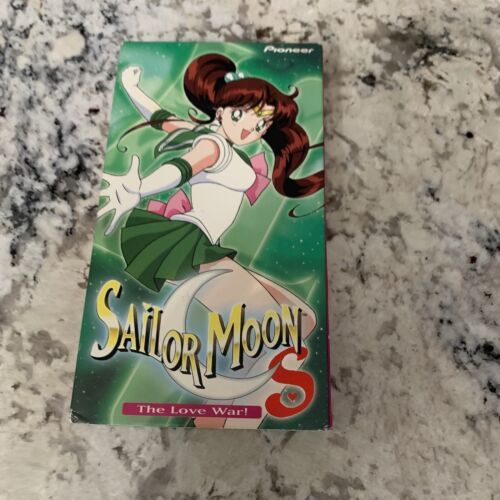 Pioneer
SAILOR MOON
S
The Love War!